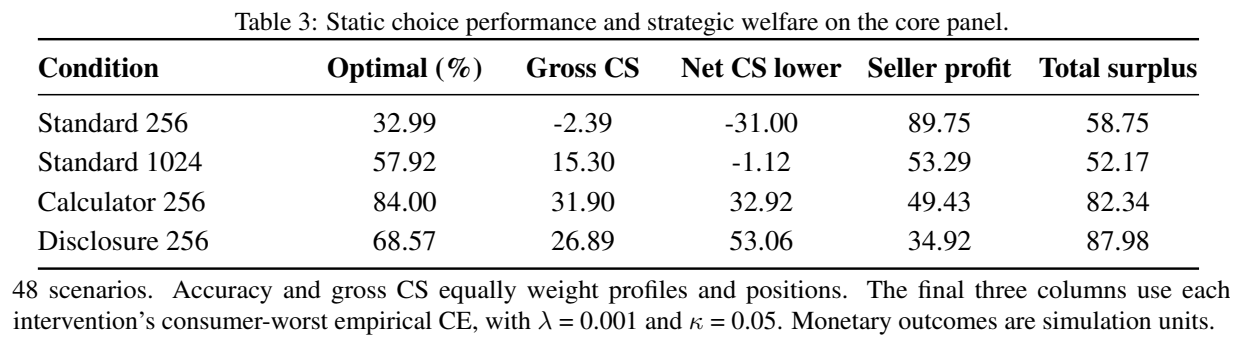 Table 3: Static choice performance and strategic welfare on the core panel.
Condition Optimal (%) Gross CS Net CS lower Seller profit Total surplus
Standard 256 32.99 -2.39 -31.00 89.75 58.75
Standard 1024 57.92 15.30 -1.12 53.29 52.17
Calculator 256 84.00 31.90 32.92 49.43 82.34
Disclosure 256 68.57 26.89 53.06 34.92 87.98
48 scenarios. Accuracy and gross CS equally weight profiles and positions. The final three columns use each
intervention's consumer-worst empirical CE, with λ = 0.001 and κ = 0.05. Monetary outcomes are simulation units.